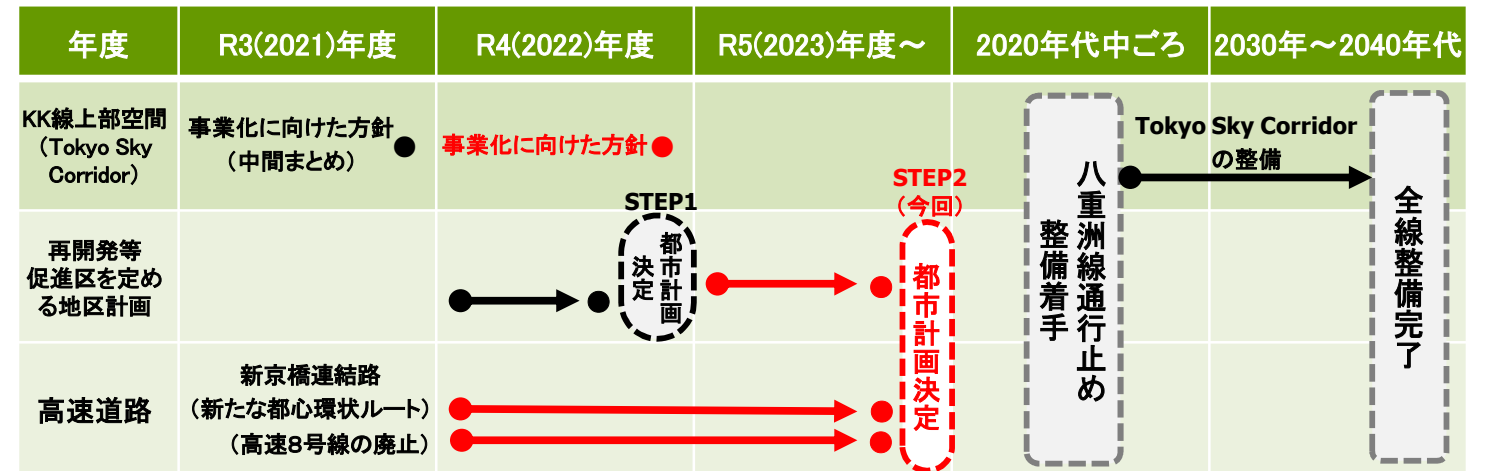 年度
R3(2021)年度
R4(2022)年度
R5(2023)年度～
2020年代中ごろ
2030年～2040年代
KK線上部空間
（Tokyo Sky
Corridor）
事業化に向けた方針
（中間まとめ）
事業化に向けた方針
STEP1
都市計画
決定
STEP2
（今回）
都市計画決定
八重洲線通行止め
整備着手
Tokyo Sky Corridor
の整備
全線整備完了
再開発等
促進区を定め
る地区計画
高速道路
新京橋連結路
（新たな都心環状ルート）
（高速8号線の廃止）